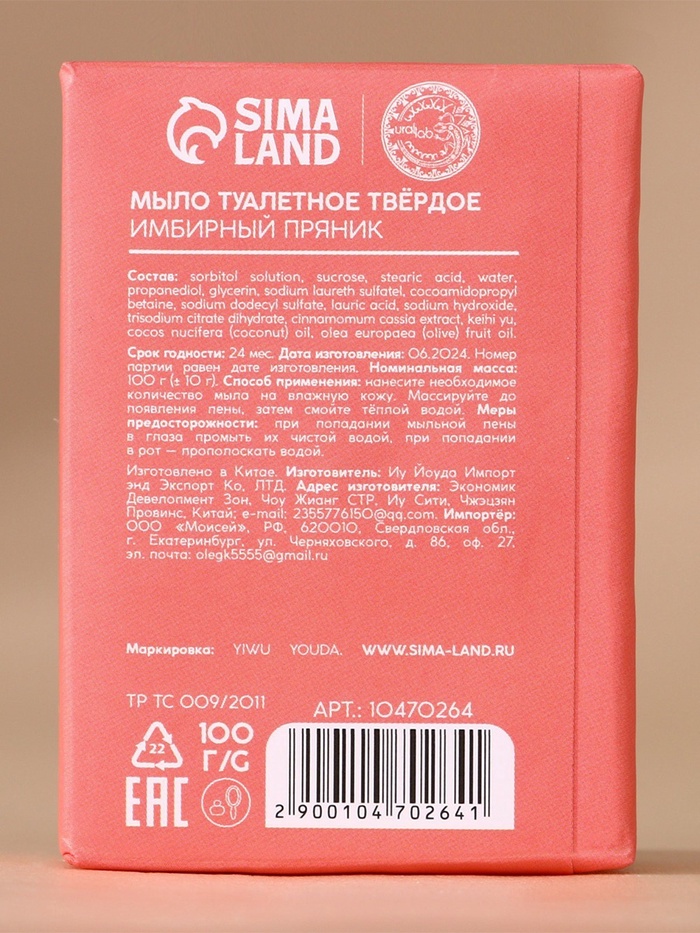 SIMA
LAND
ural lab
МЫЛО ТУАЛЕТНОЕ ТВЁРДОЕ
ИМБИРНЫЙ ПРЯНИК
Состав: sorbitol solution, sucrose, stearic acid, water,
propanediol, glycerin, sodium laureth sulfatel, cocoamidopropyl
betaine, sodium dodecyl sulfate, lauric acid, sodium hydroxide,
trisodium citrate dihydrate, cinnamomum cassia extract, keihi yu,
cocos nucifera (coconut) oil, olea europaea (olive) fruit oil.
Срок годности: 24 мес. Дата изготовления: 06.2024. Номер
партии равен дате изготовления. Номинальная масса:
100 г (± 10 г). Способ применения: нанесите необходимое
количество мыла на влажную кожу. Массируйте до
появления пены, затем смойте тёплой водой. Меры
предосторожности: при попадании мыльной пены
в глаза промыть их чистой водой, при попадании
в рот — прополоскать водой.
Изготовлено в Китае. Изготовитель: Иу Йоуда Импорт
энд Экспорт Ко, ЛТД. Адрес изготовителя: Экономик
Девелопмент Зон, Чоу Жианг СТР, Иу Сити, Чжэцзян
Провинс, Китай; e-mail: 2355776150@qq.com. Импортёр:
ООО «Моисей», РФ, 620010, Свердловская обл.,
г. Екатеринбург, ул. Черняховского, д. 86, оф. 27,
эл. почта: olegk5555@gmail.ru
Маркировка: YIWU YOUDA. WWW.SIMA-LAND.RU
ТР ТС 009/2011
АРТ.: 10470264
22
100
Г/G
EAC
2 900104 702641